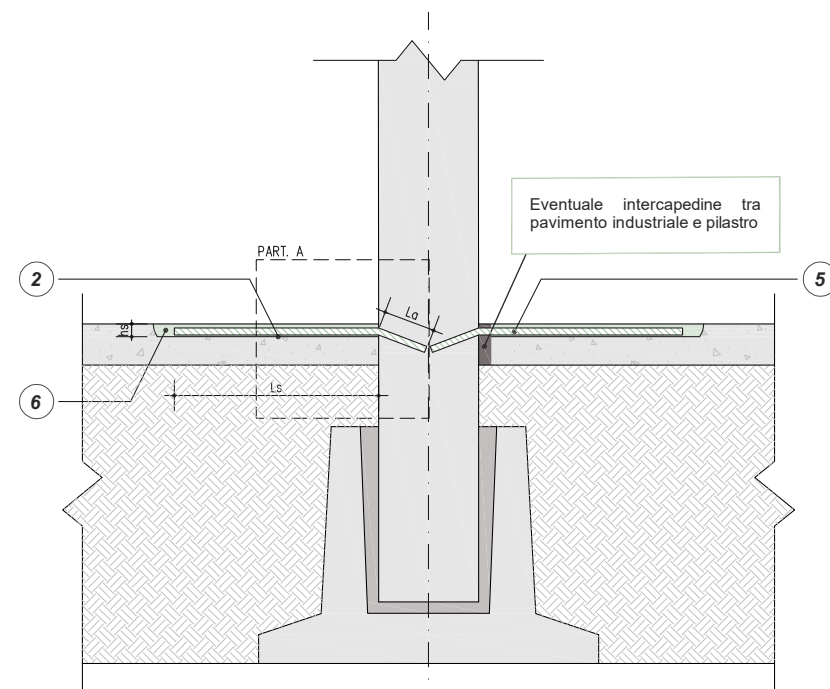 Eventuale intercapedine tra
pavimento industriale e pilastro
PART. A
2
La
5
hs
Ls
6